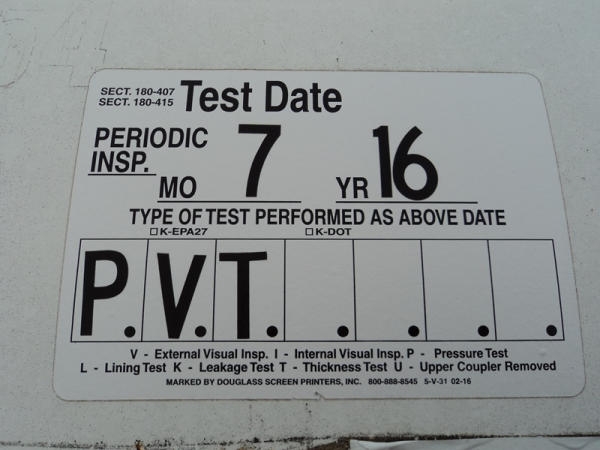 SECT. 180-407
SECT. 180-415
Test Date
PERIODIC
INSP.
MO 7 YR 16
TYPE OF TEST PERFORMED AS ABOVE DATE
☐ K-EPA27 ☐ K-DOT
P. V. T. . . . .
V - External Visual Insp. I - Internal Visual Insp. P - Pressure Test
L - Lining Test K - Leakage Test T - Thickness Test U - Upper Coupler Removed
MARKED BY DOUGLASS SCREEN PRINTERS, INC. 800-888-8545 5-V-31 02-16